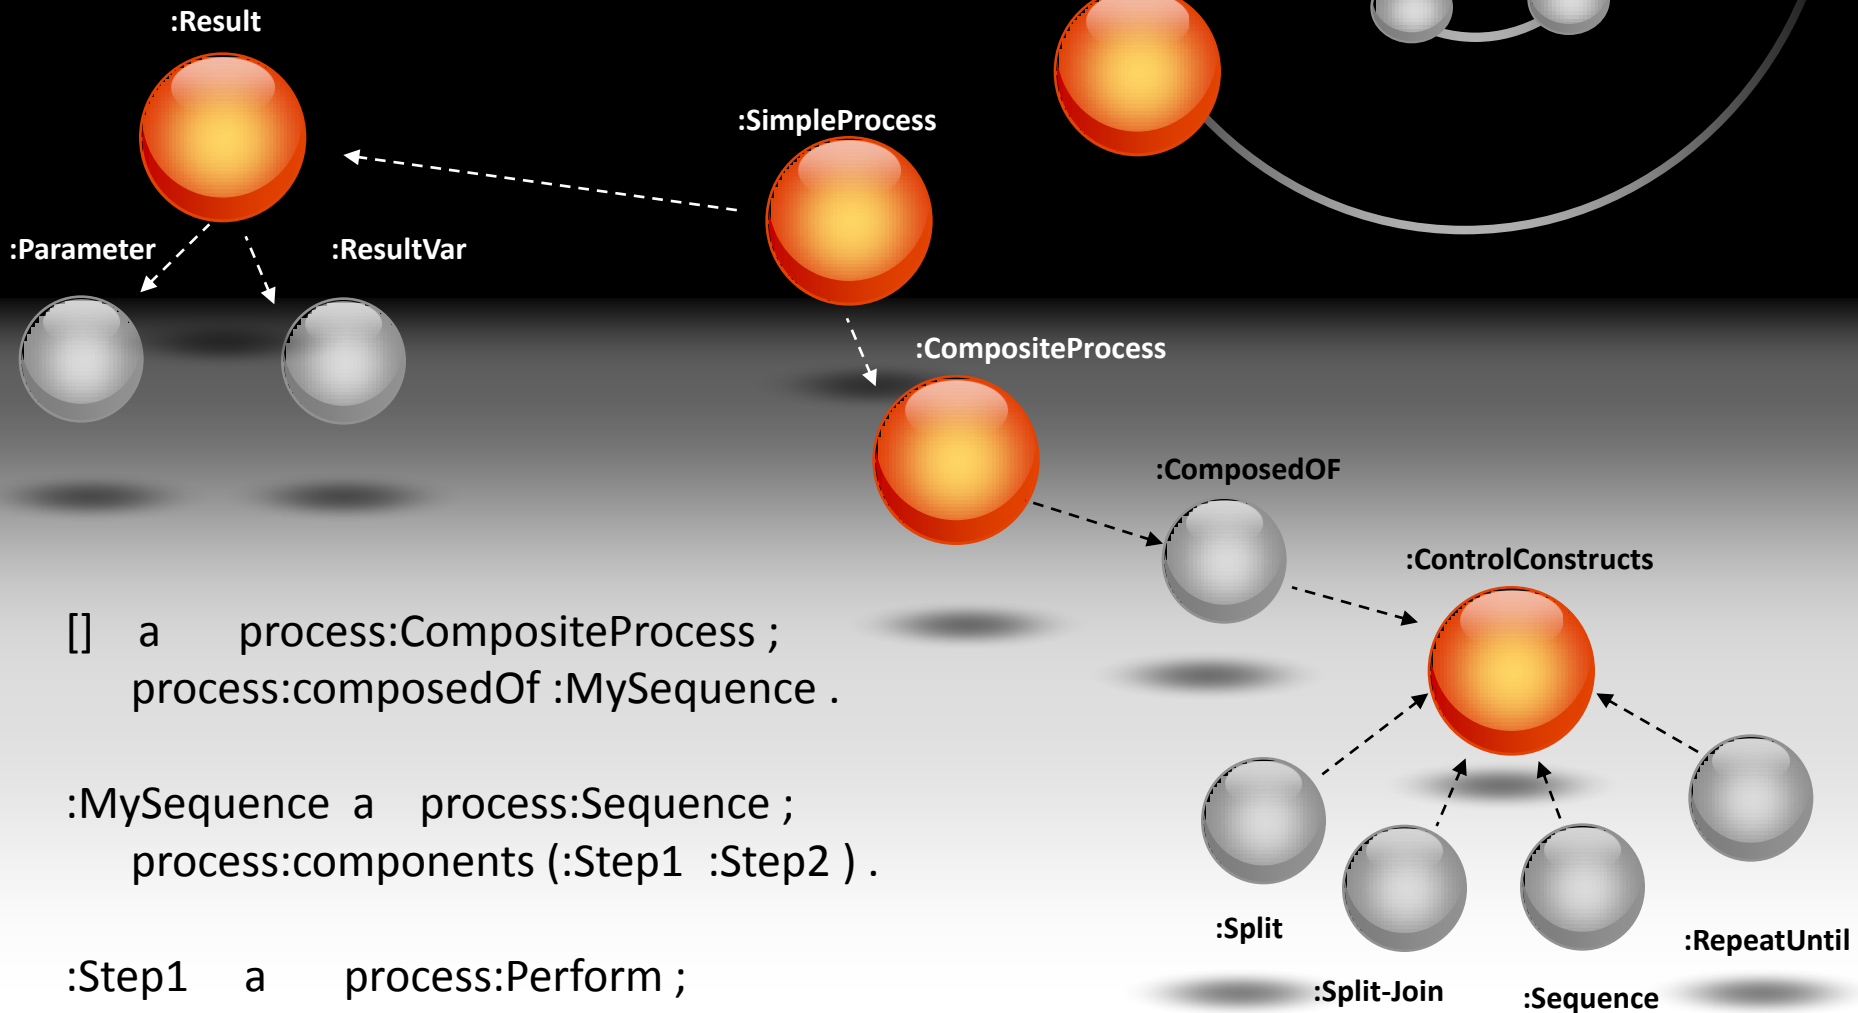 :Result
:SimpleProcess
:Parameter
:ResultVar
:CompositeProcess
:ComposedOF
:ControlConstructs
[] a process:CompositeProcess ;
process:composedOf :MySequence .
:MySequence a process:Sequence ;
process:components (:Step1 :Step2 ) .
:Step1 a process:Perform ;
:Split
:RepeatUntil
:Split-Join
:Sequence